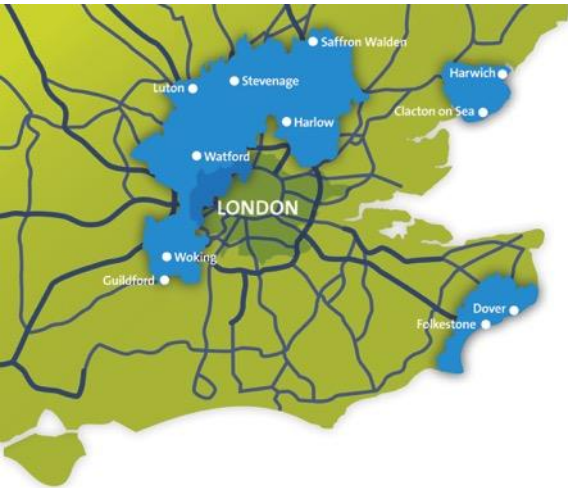 Saffron Walden
Harwich
Luton
Stevenage
Clacton on Sea
Harlow
Watford
LONDON
Woking
Guildford
Dover
Folkestone